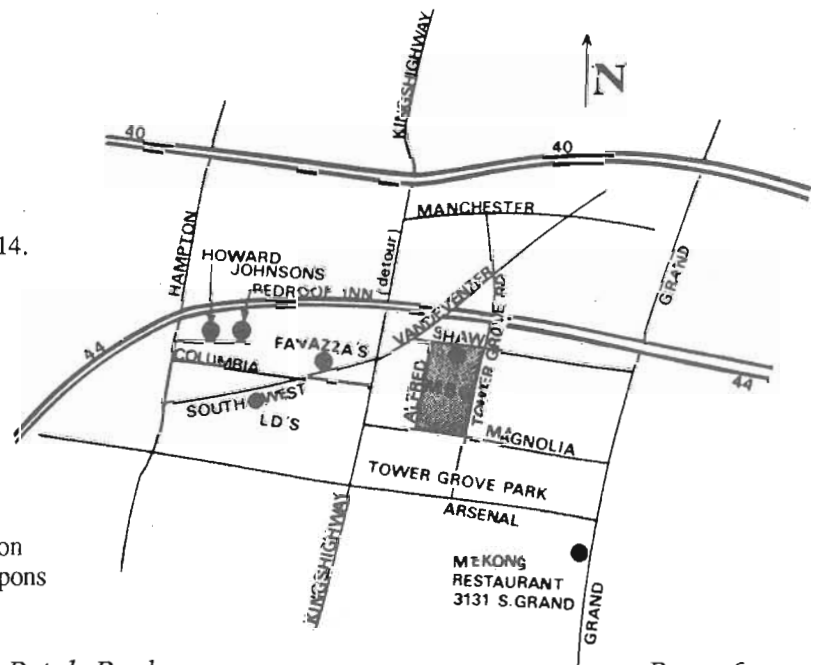 KINGSHIGHWAY
N
40
40
MANCHESTER
14.
HAMPTON
HOWARD
JOHNSONS
REDROOF INN
(detour)
GRAND
VANDEVENTER
TOWER GROVE RD
SHAW
FAVAZZA'S
COLUMBIA
44
44
ALFRED
SOUTHWEST
LD'S
MAGNOLIA
TOWER GROVE PARK
ARSENAL
KINGSHIGHWAY
on
pons
MEKONG
RESTAURANT
3131 S. GRAND
GRAND